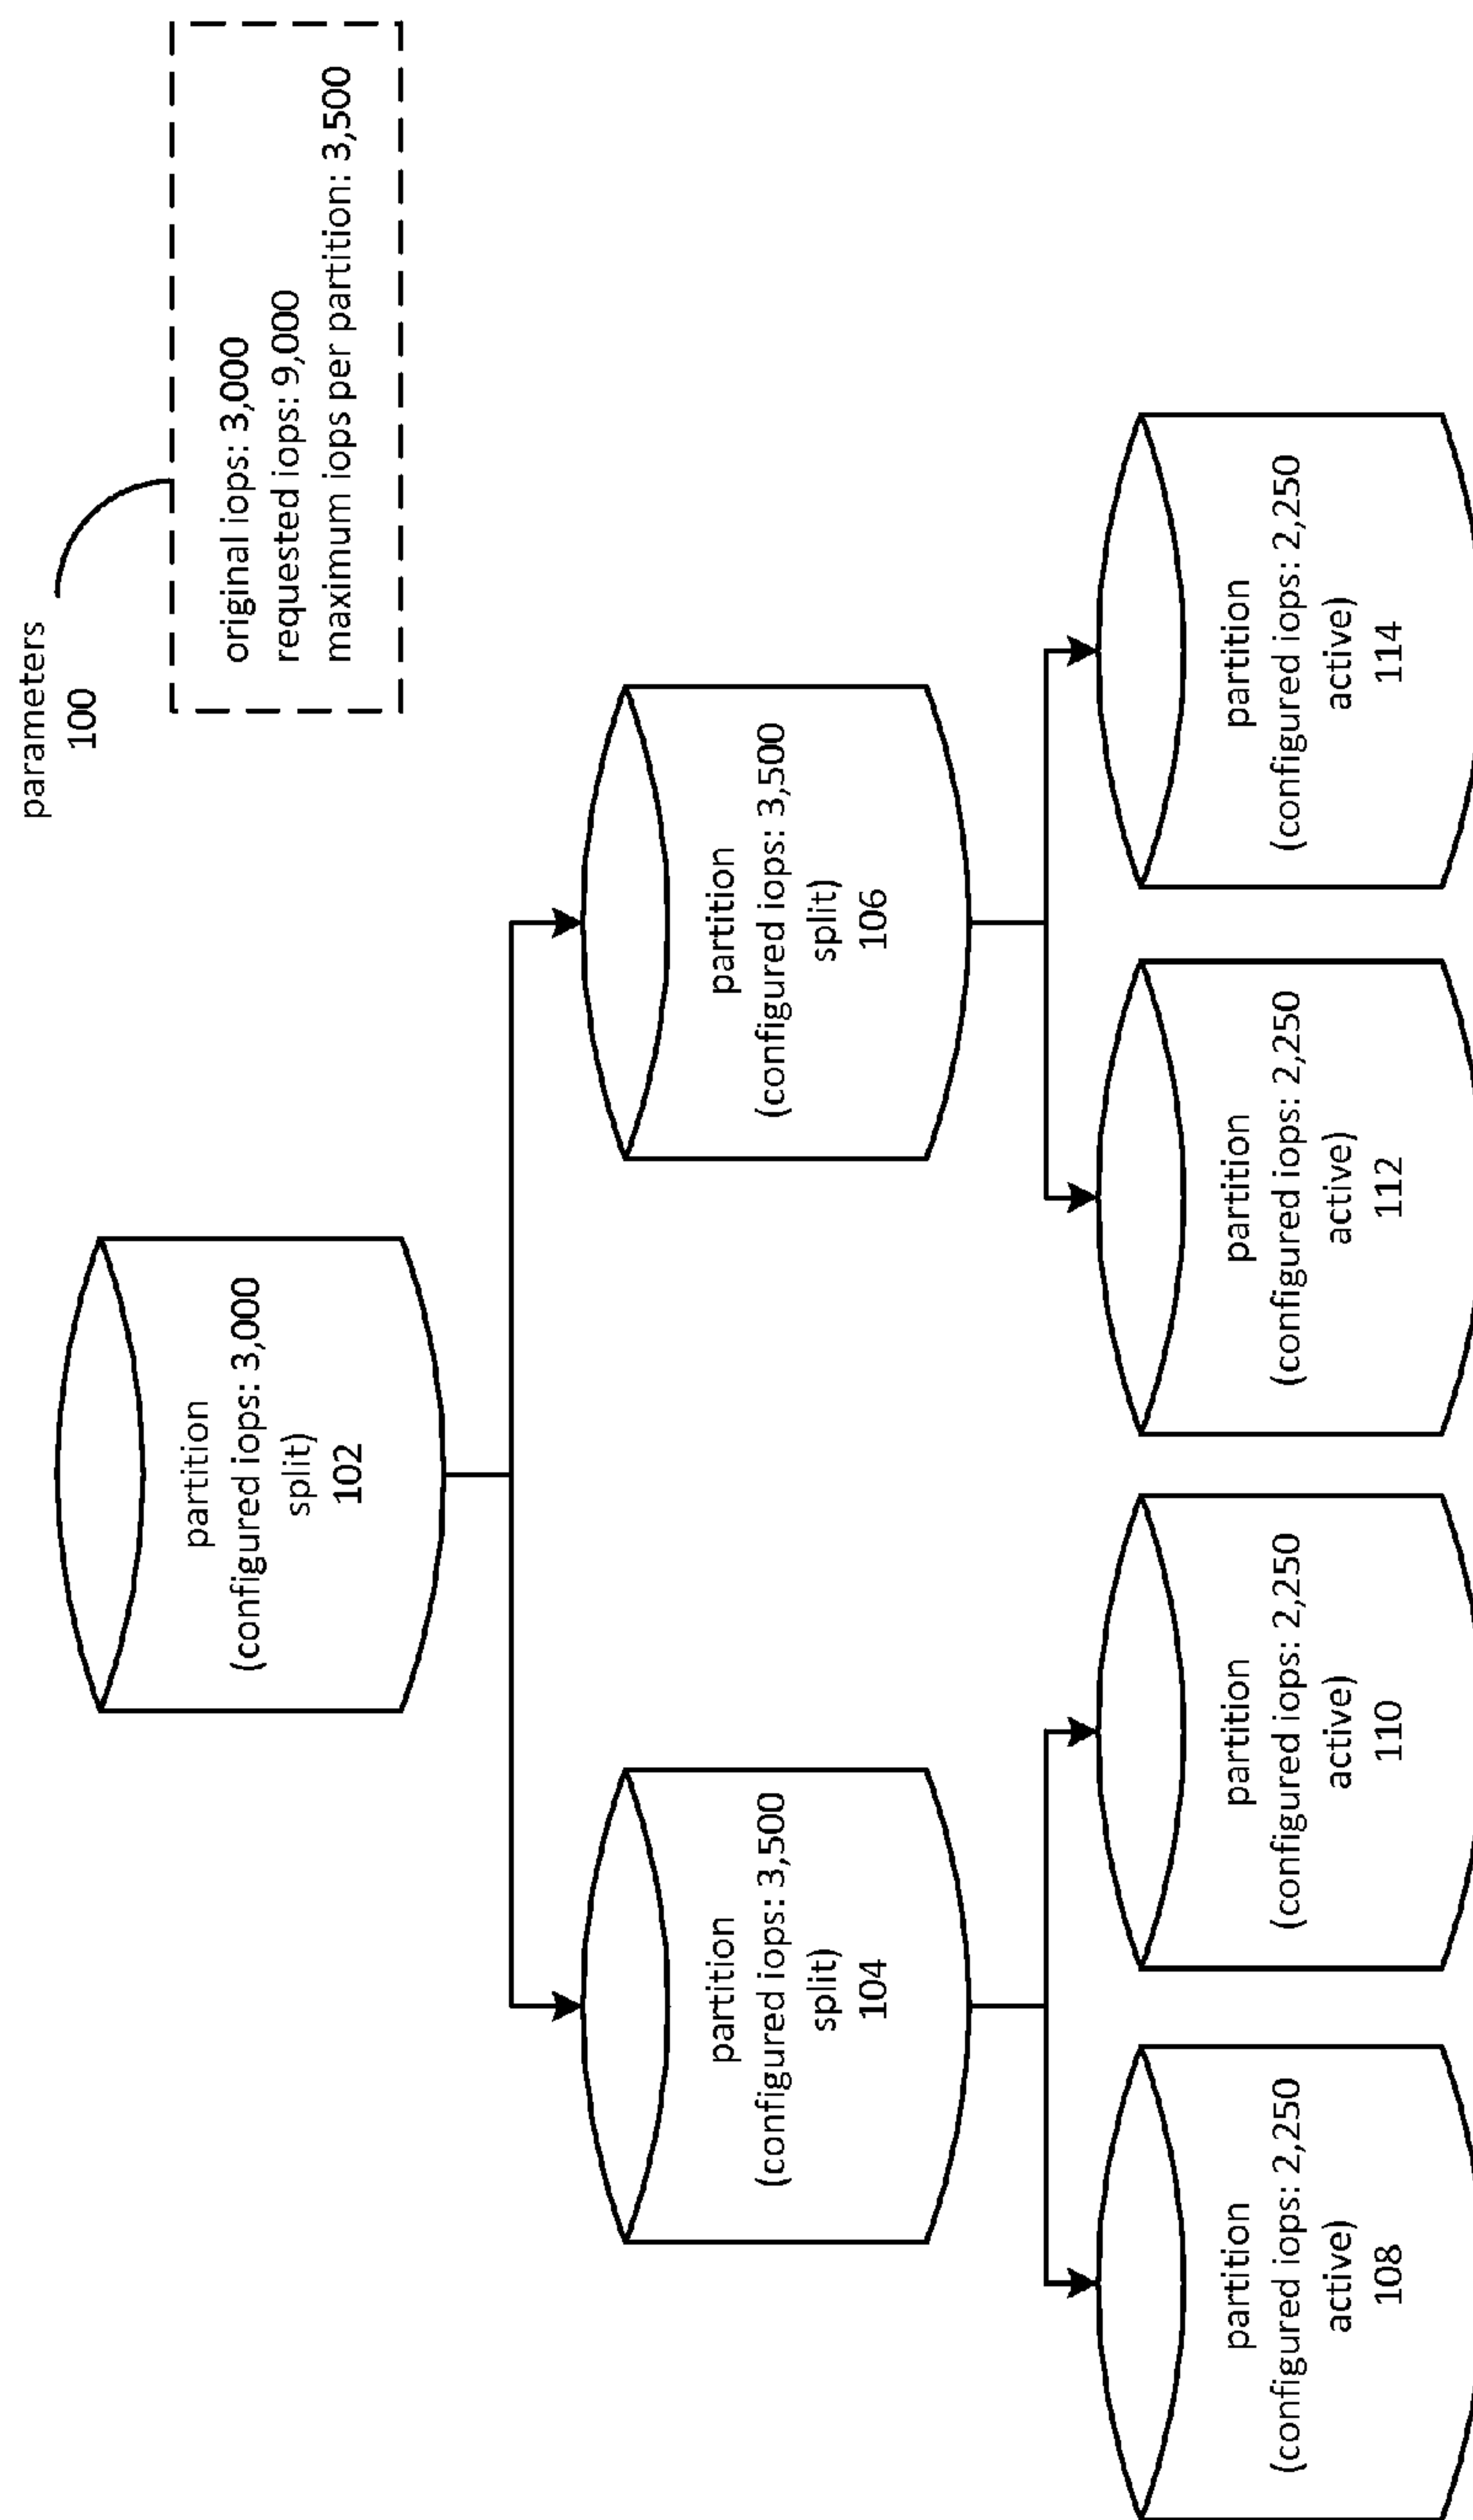 parameters
100
original iops: 3,000
requested iops: 9,000
maximum iops per partition: 3,500
partition
(configured iops: 3,000
split)
102
partition
(configured iops: 3,500
split)
104
partition
(configured iops: 3,500
split)
106
partition
(configured iops: 2,250
active)
108
partition
(configured iops: 2,250
active)
110
partition
(configured iops: 2,250
active)
112
partition
(configured iops: 2,250
active)
114